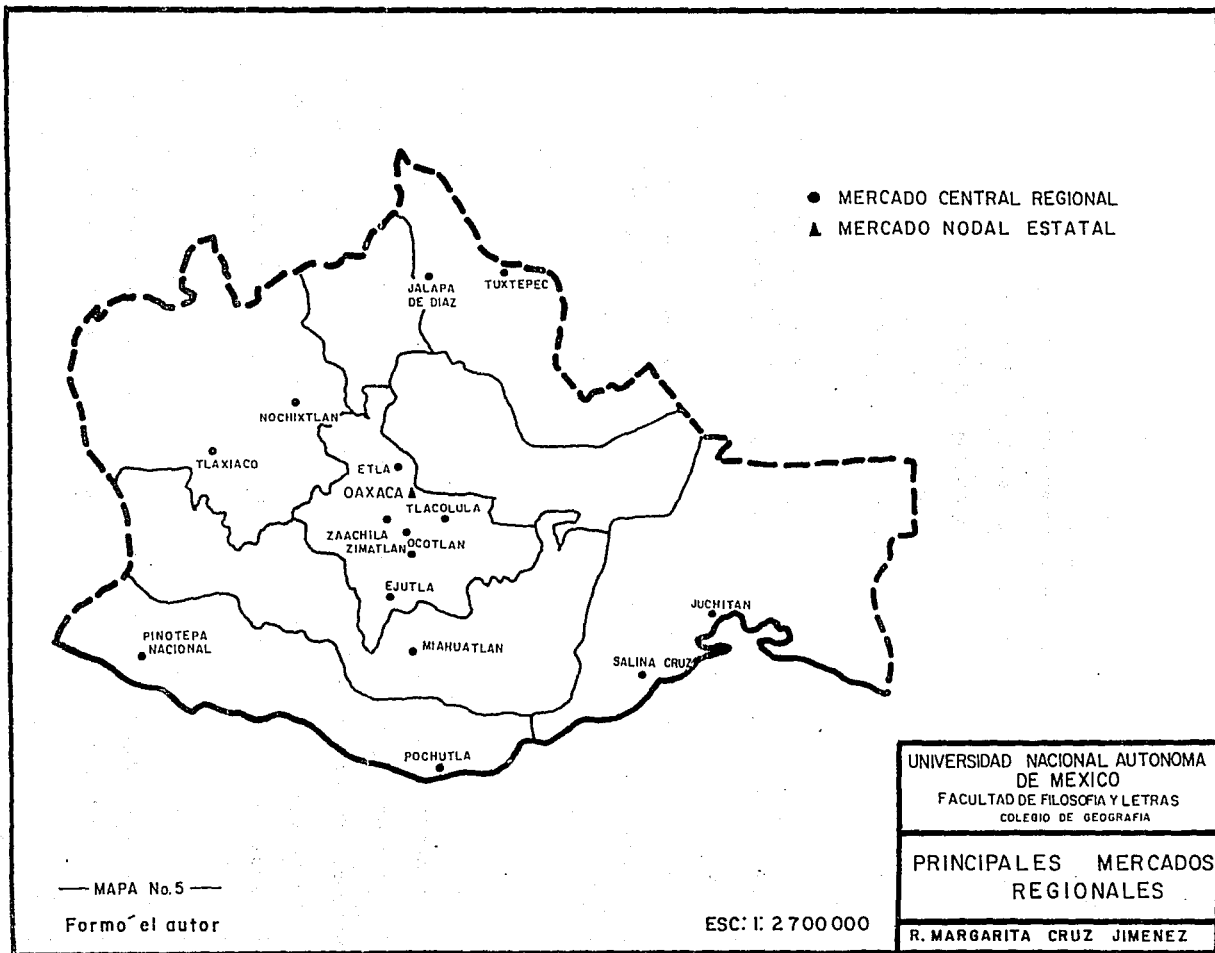 ● MERCADO CENTRAL REGIONAL
▲ MERCADO NODAL ESTATAL
JALAPA
DE DIAZ
TUXTEPEC
NOCHIXTLAN
TLAXIACO
ETLA
OAXACA
TLACOLULA
ZAACHILA
OCOTLAN
ZIMATLAN
EJUTLA
JUCHITAN
PINOTEPA
NACIONAL
MIAHUATLAN
SALINA CRUZ
POCHUTLA
UNIVERSIDAD NACIONAL AUTONOMA
DE MEXICO
FACULTAD DE FILOSOFIA Y LETRAS
COLEGIO DE GEOGRAFIA
PRINCIPALES MERCADOS
REGIONALES
R. MARGARITA CRUZ JIMENEZ
— MAPA No. 5 —
Formo´ el autor
ESC: 1: 2 700 000